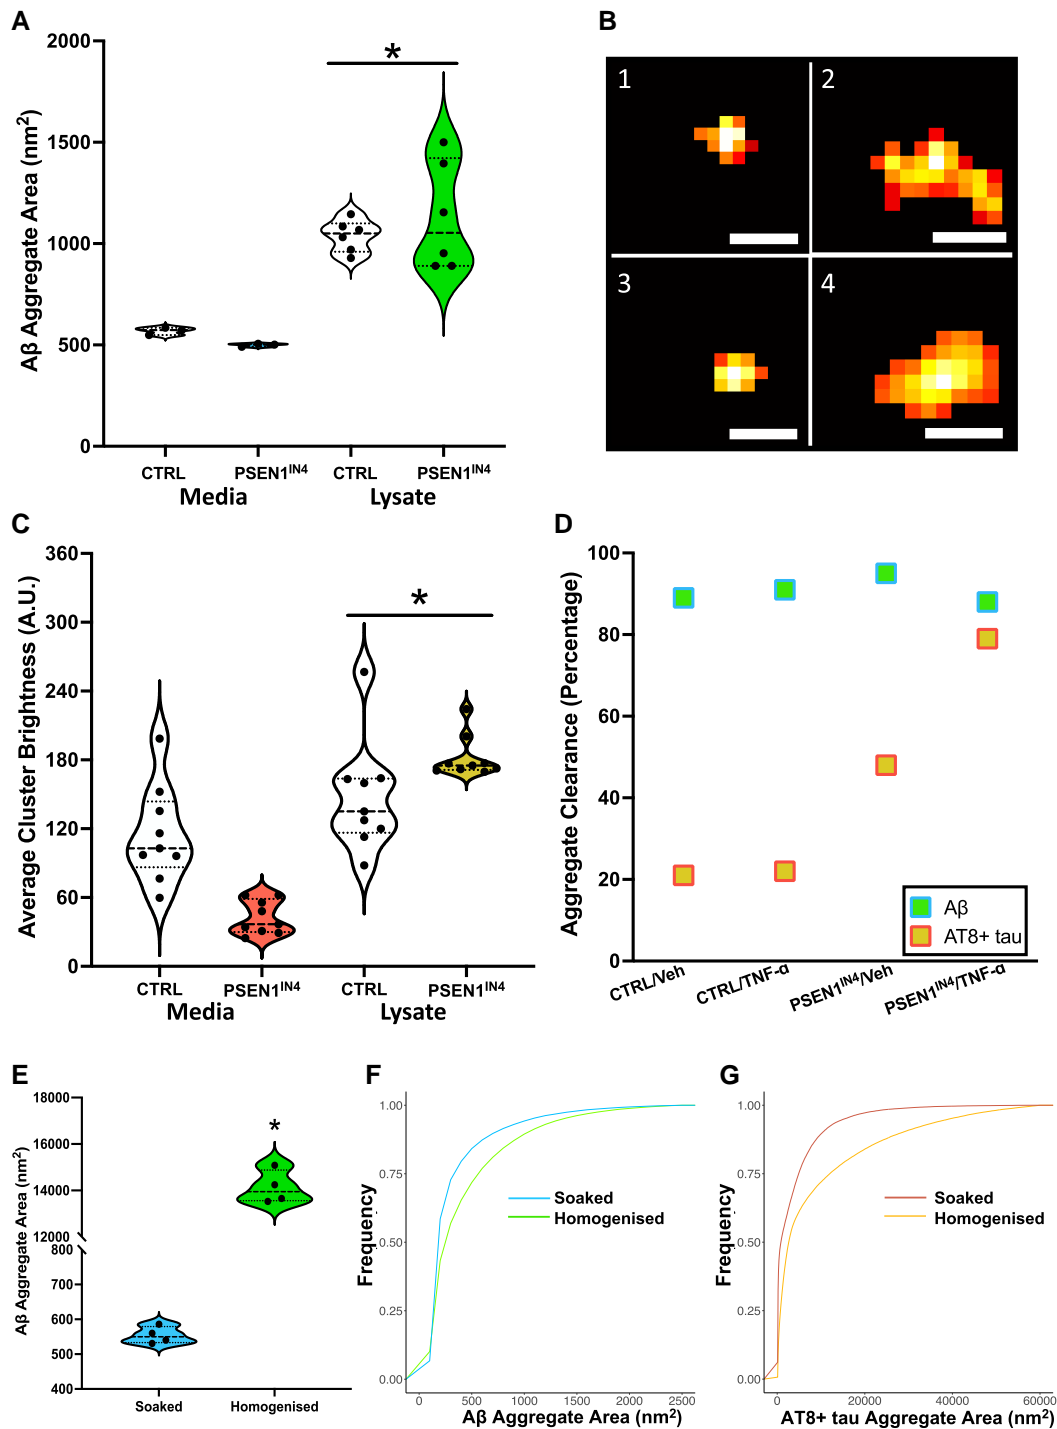 A
Aβ Aggregate Area (nm²)
2000
1500
1000
500
0
*
CTRL
PSEN1ᴵᴺ⁴
CTRL
PSEN1ᴵᴺ⁴
Media
Lysate
B
1
2
3
4
C
Average Cluster Brightness (A.U.)
360
300
240
180
120
60
0
*
CTRL
PSEN1ᴵᴺ⁴
CTRL
PSEN1ᴵᴺ⁴
Media
Lysate
D
Aggregate Clearance (Percentage)
100
80
60
40
20
0
Aβ
AT8+ tau
CTRL/Veh
CTRL/TNF-α
PSEN1ᴵᴺ⁴/Veh
PSEN1ᴵᴺ⁴/TNF-α
E
Aβ Aggregate Area (nm²)
18000
16000
14000
12000
800
700
600
500
400
*
Soaked
Homogenised
F
Frequency
1.00
0.75
0.50
0.25
0.00
Soaked
Homogenised
0
500
1000
1500
2000
2500
Aβ Aggregate Area (nm²)
G
Frequency
1.00
0.75
0.50
0.25
0.00
Soaked
Homogenised
0
20000
40000
60000
AT8+ tau Aggregate Area (nm²)